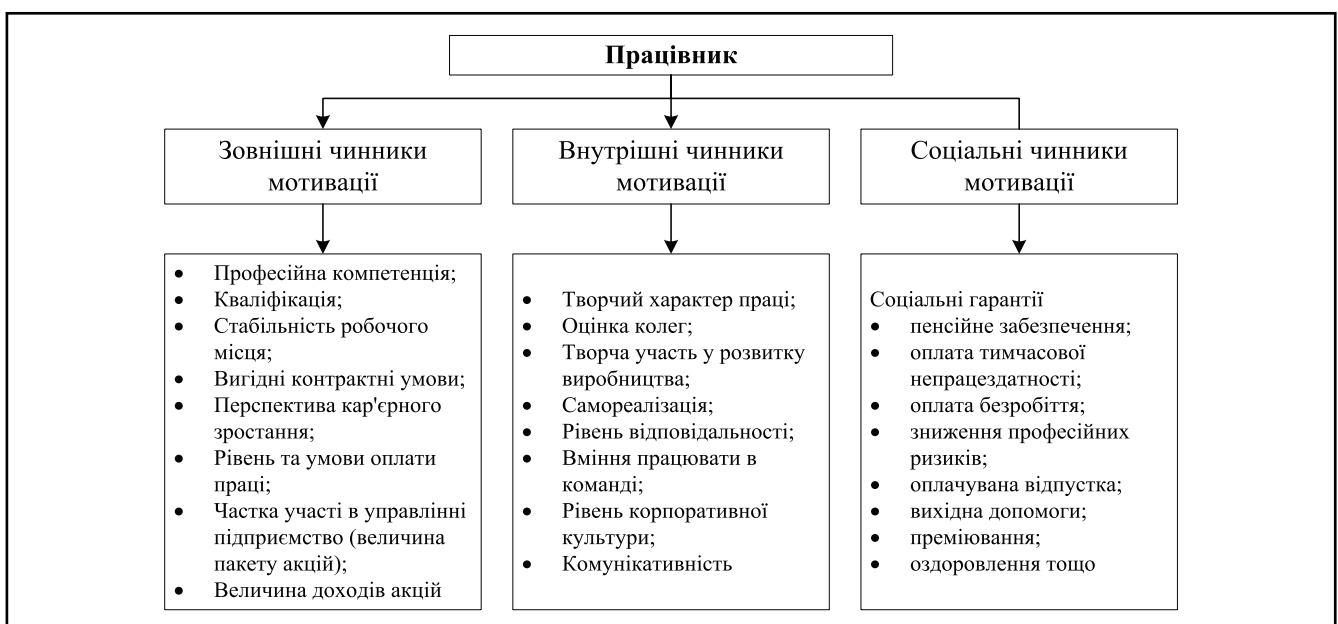 Працівник
Зовнішні чинники
мотивації
Внутрішні чинники
мотивації
Соціальні чинники
мотивації
• Професійна компетенція;
• Кваліфікація;
• Стабільність робочого
місця;
• Вигідні контрактні умови;
• Перспектива кар'єрного
зростання;
• Рівень та умови оплати
праці;
• Частка участі в управлінні
підприємство (величина
пакету акцій);
• Величина доходів акцій
• Творчий характер праці;
• Оцінка колег;
• Творча участь у розвитку
виробництва;
• Самореалізація;
• Рівень відповідальності;
• Вміння працювати в
команді;
• Рівень корпоративної
культури;
• Комунікативність
Соціальні гарантії
• пенсійне забезпечення;
• оплата тимчасової
непрацездатності;
• оплата безробіття;
• зниження професійних
ризиків;
• оплачувана відпустка;
• вихідна допомоги;
• преміювання;
• оздоровлення тощо